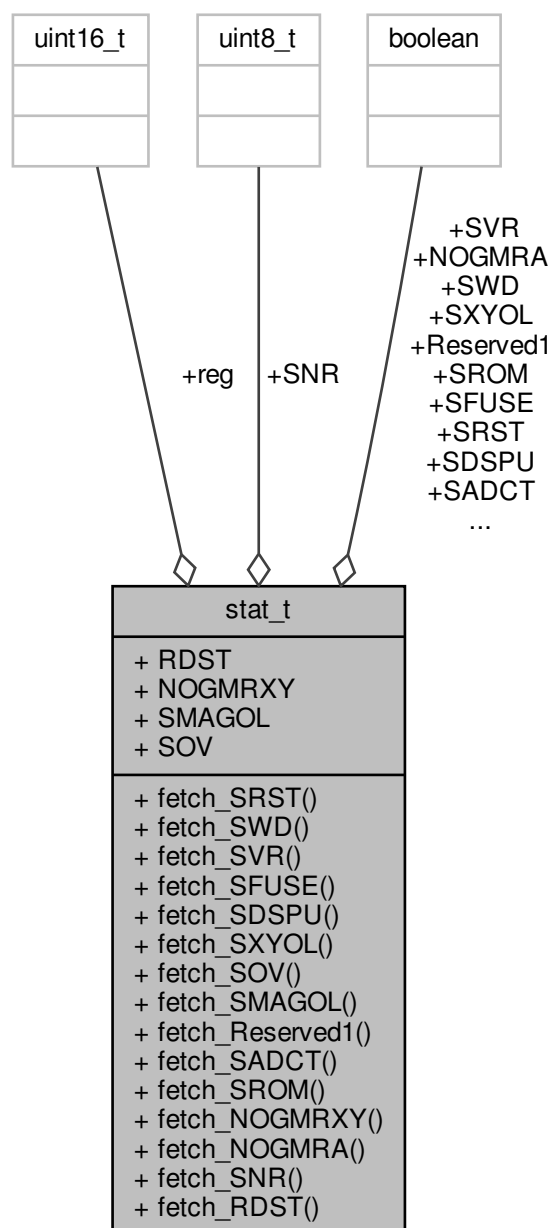 uint16_t
uint8_t
boolean
+SVR
+NOGMRA
+SWD
+SXYOL
+Reserved1
+SROM
+SFUSE
+SRST
+SDSPU
+SADCT
...
+reg
+SNR
stat_t
+ RDST
+ NOGMRXY
+ SMAGOL
+ SOV
+ fetch_SRST()
+ fetch_SWD()
+ fetch_SVR()
+ fetch_SFUSE()
+ fetch_SDSPU()
+ fetch_SXYOL()
+ fetch_SOV()
+ fetch_SMAGOL()
+ fetch_Reserved1()
+ fetch_SADCT()
+ fetch_SROM()
+ fetch_NOGMRXY()
+ fetch_NOGMRA()
+ fetch_SNR()
+ fetch_RDST()